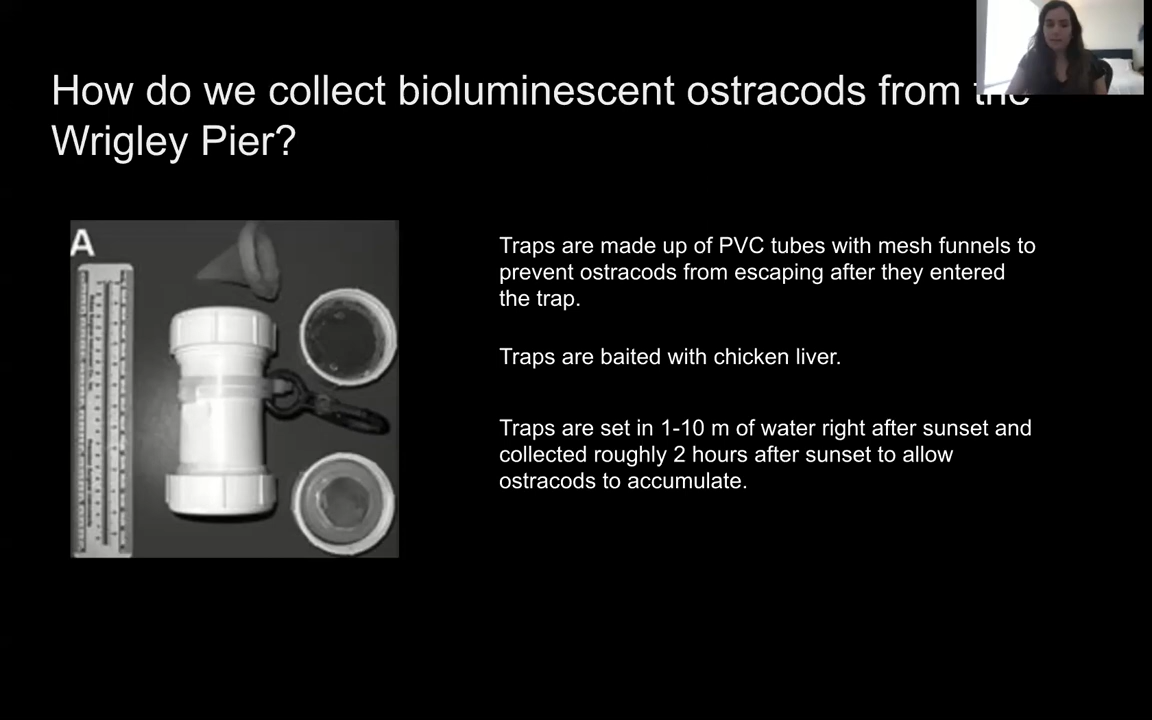 How do we collect bioluminescent ostracods from the
Wrigley Pier?
A
Traps are made up of PVC tubes with mesh funnels to
prevent ostracods from escaping after they entered
the trap.
Traps are baited with chicken liver.
Traps are set in 1-10 m of water right after sunset and
collected roughly 2 hours after sunset to allow
ostracods to accumulate.